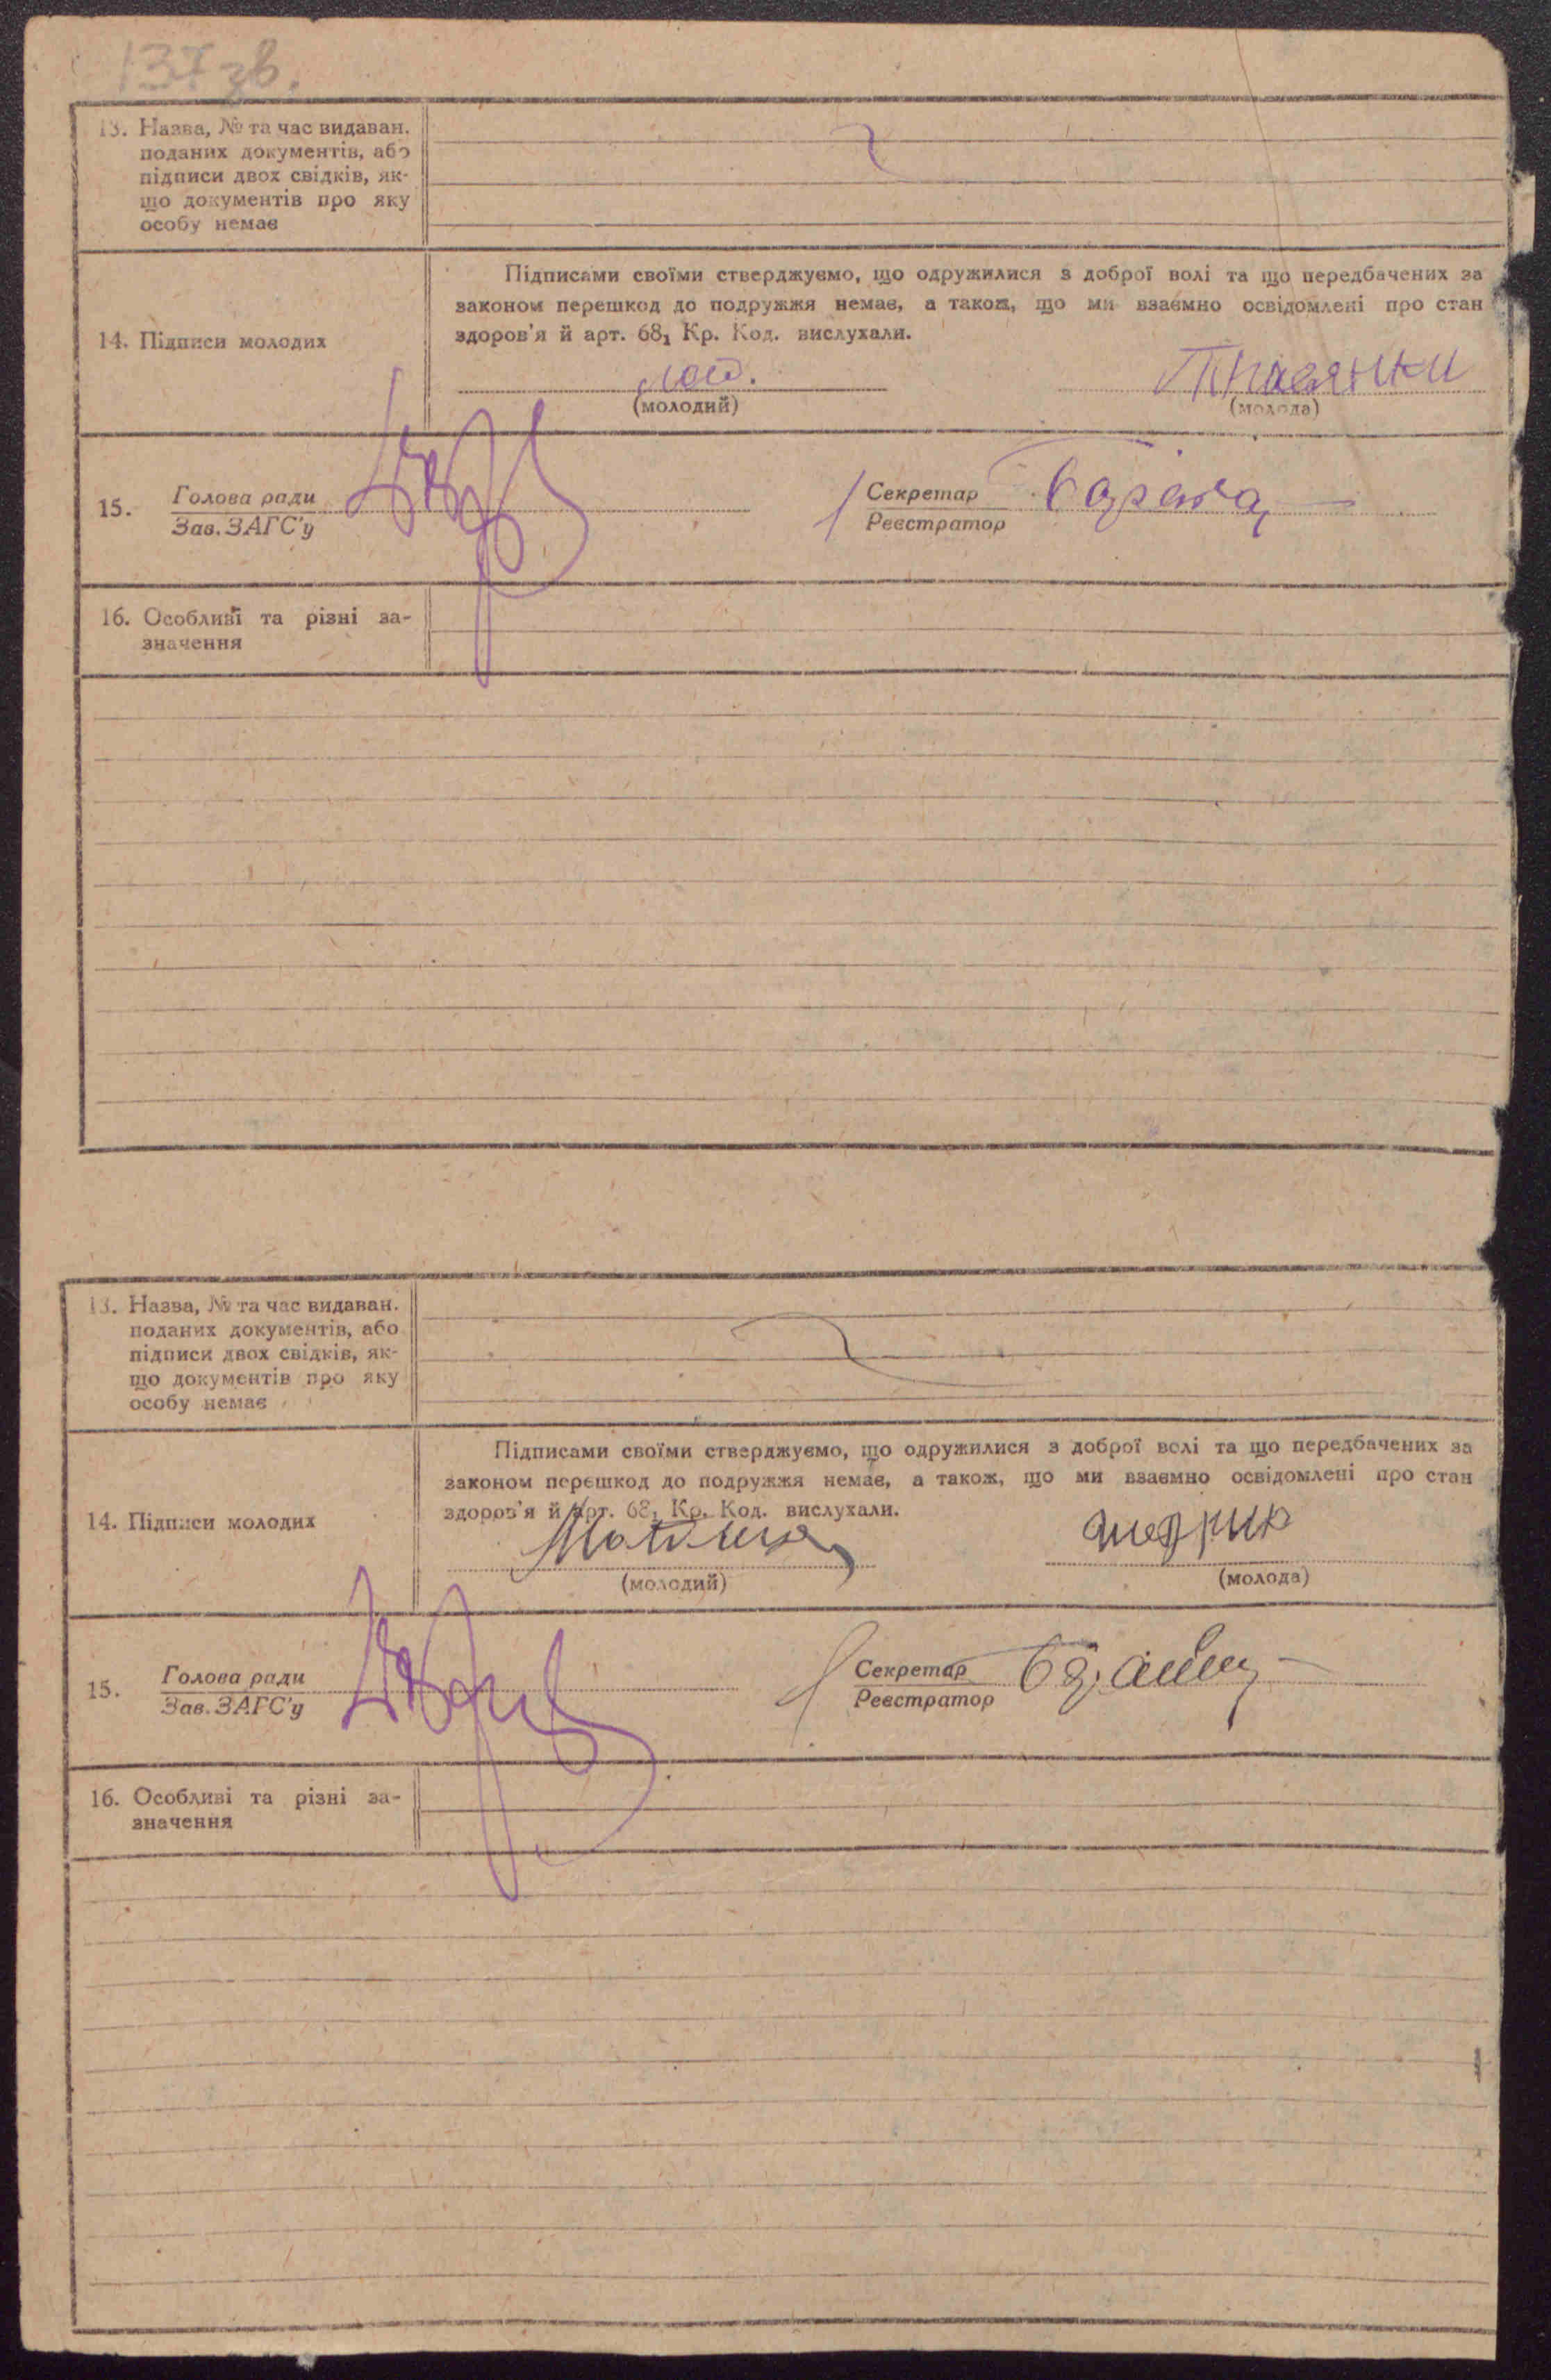 137 зв.
13. Назва, № та час видаван.
поданих документів, або
підписи двох свідків, як-
що документів про яку
особу немає
Підписами своїми стверджуємо, що одружилися з доброї волі та що передбачених за
законом перешкод до подружжя немає, а також, що ми взаємно освідомлені про стан
здоров'я й арт. 68₁ Кр. Код. вислухали.
14. Підписи молодих
(молодий) (молода)
15. Голова ради Секретар
Зав. ЗАГС'у Реєстратор
16. Особливі та різні за-
значення
13. Назва, № та час видаван.
поданих документів, або
підписи двох свідків, як-
що документів про яку
особу немає
Підписами своїми стверджуємо, що одружилися з доброї волі та що передбачених за
законом перешкод до подружжя немає, а також, що ми взаємно освідомлені про стан
здоров'я й арт. 68₁ Кр. Код. вислухали.
14. Підписи молодих
(молодий) (молода)
15. Голова ради Секретар
Зав. ЗАГС'у Реєстратор
16. Особливі та різні за-
значення